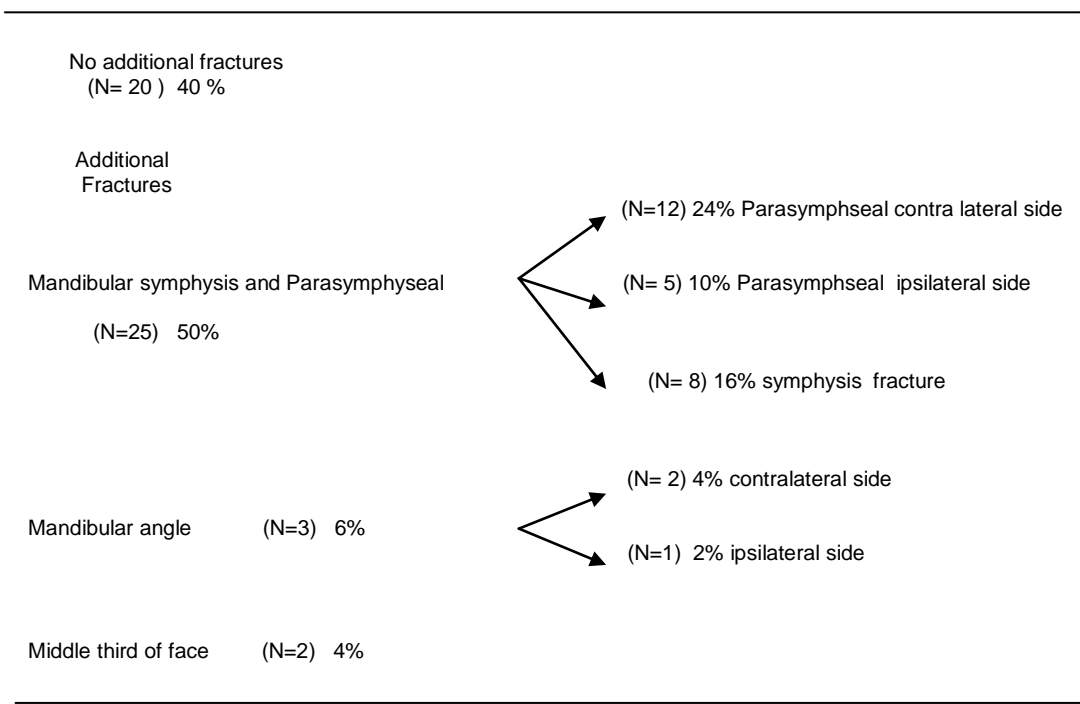 No additional fractures
(N= 20 ) 40 %
Additional
Fractures
(N=12) 24% Parasymphseal contra lateral side
Mandibular symphysis and Parasymphyseal
(N= 5) 10% Parasymphseal ipsilateral side
(N=25) 50%
(N= 8) 16% symphysis fracture
(N= 2) 4% contralateral side
Mandibular angle (N=3) 6%
(N=1) 2% ipsilateral side
Middle third of face (N=2) 4%